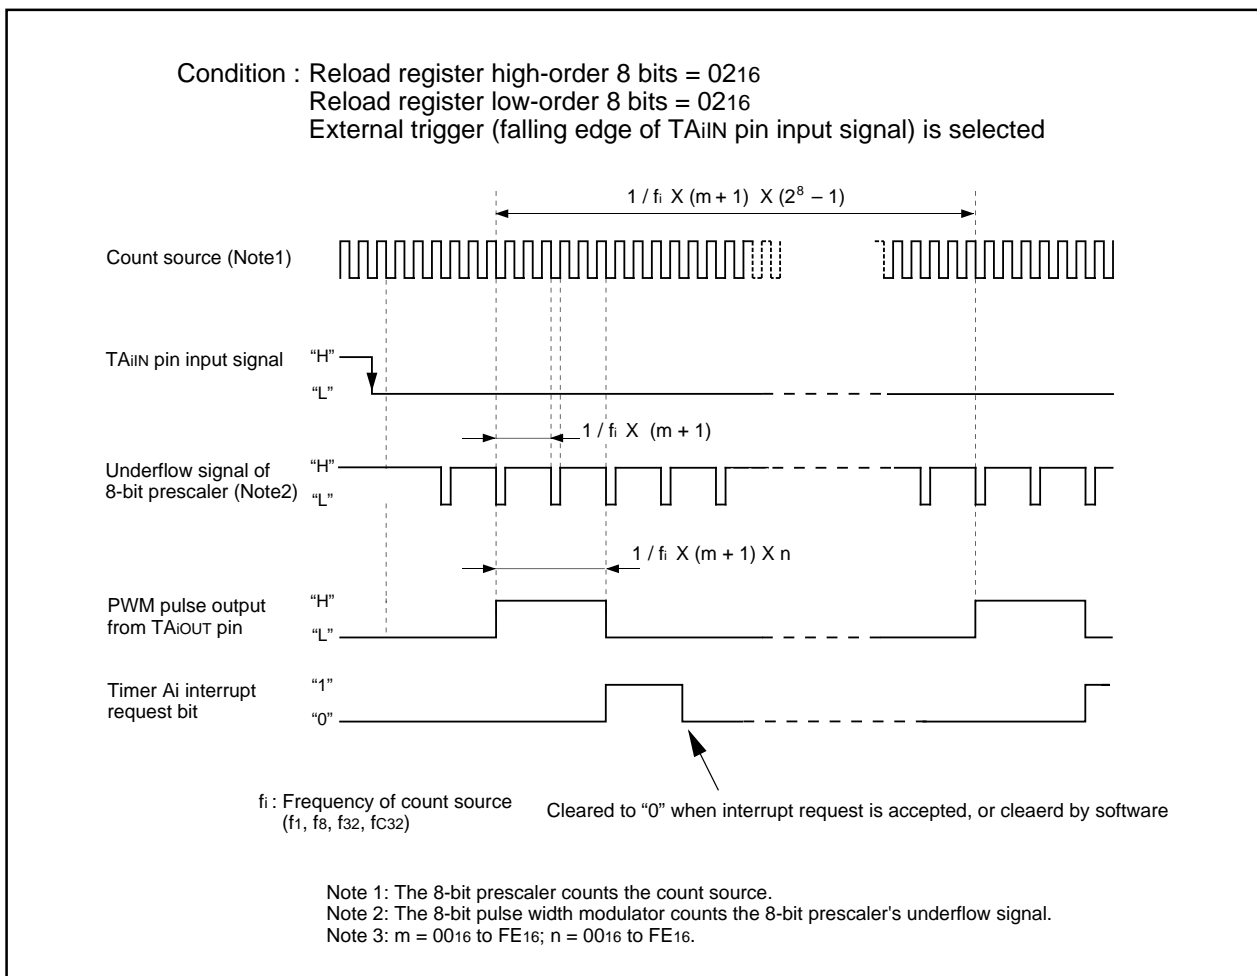 Condition : Reload register high-order 8 bits = 0216
Reload register low-order 8 bits = 0216
External trigger (falling edge of TAiIN pin input signal) is selected
1 / fi X (m + 1) X (2⁸ – 1)
Count source (Note1)
TAiIN pin input signal
“H”
“L”
1 / fi X (m + 1)
Underflow signal of
8-bit prescaler (Note2)
“H”
“L”
1 / fi X (m + 1) X n
PWM pulse output
from TAiOUT pin
“H”
“L”
Timer Ai interrupt
request bit
“1”
“0”
fi : Frequency of count source
(f1, f8, f32, fC32)
Cleared to “0” when interrupt request is accepted, or cleaerd by software
Note 1: The 8-bit prescaler counts the count source.
Note 2: The 8-bit pulse width modulator counts the 8-bit prescaler's underflow signal.
Note 3: m = 0016 to FE16; n = 0016 to FE16.